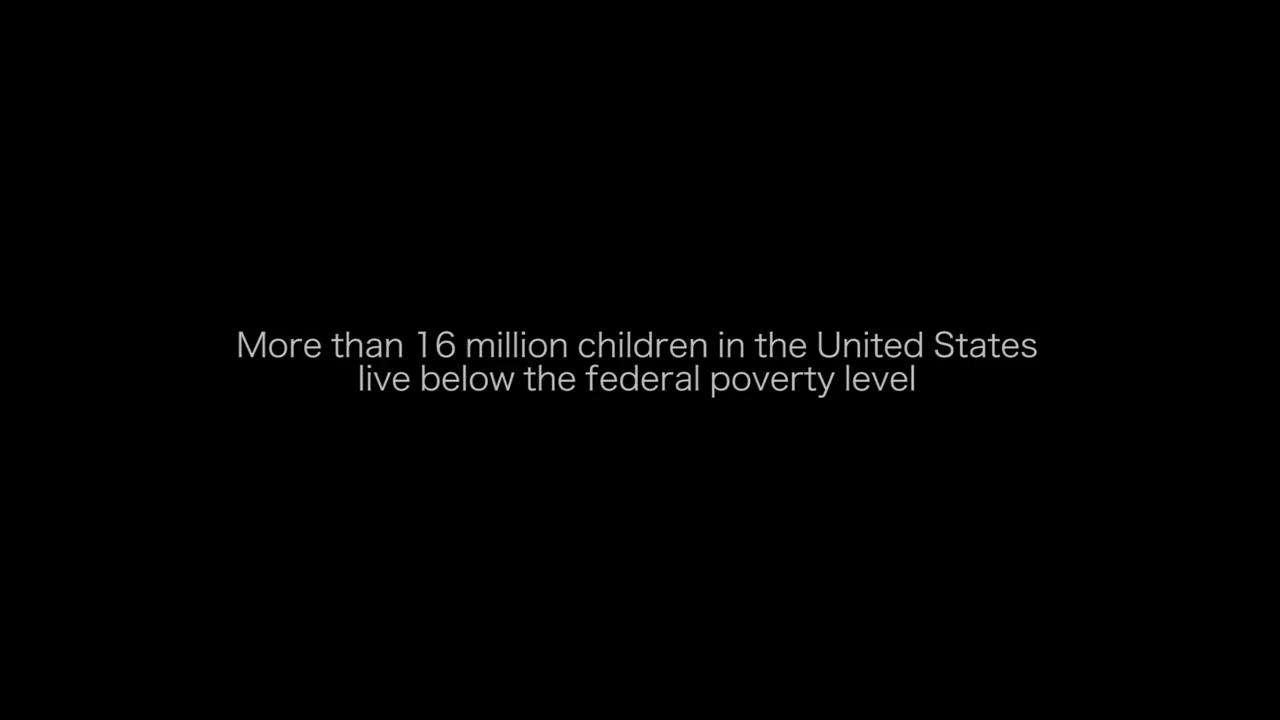 More than 16 million children in the United States
live below the federal poverty level